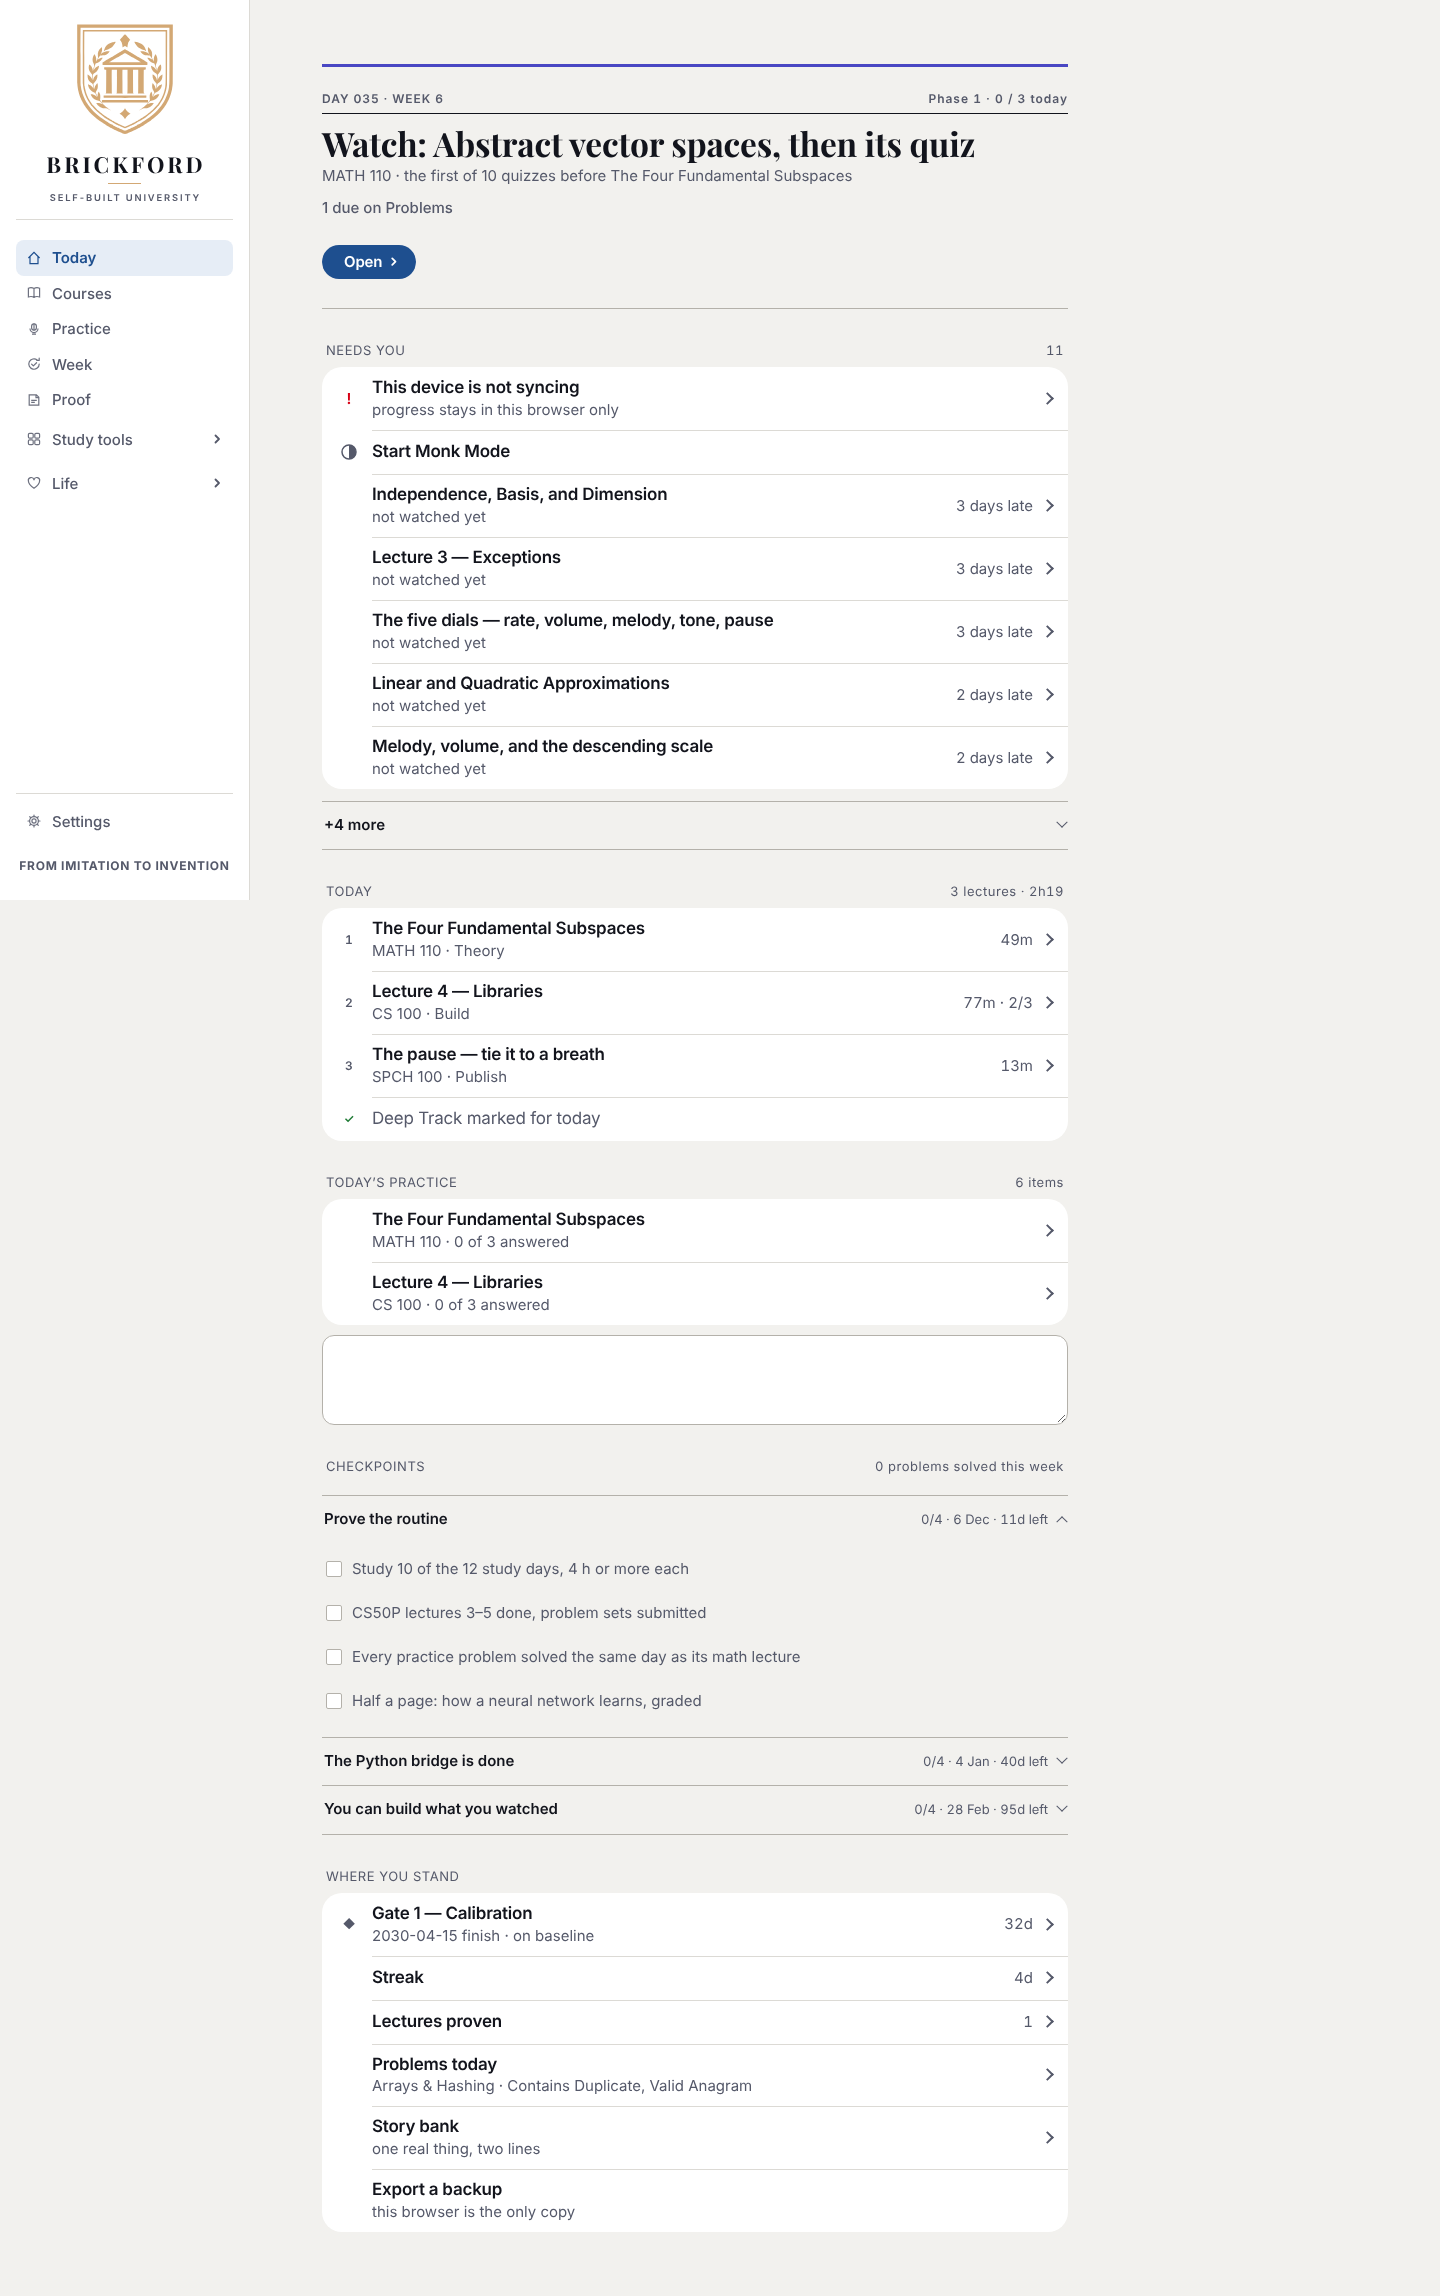 BRICKFORD
SELF-BUILT UNIVERSITY
Today
Courses
Practice
Week
Proof
Study tools
Life
Settings
FROM IMITATION TO INVENTION
DAY 035 · WEEK 6
Phase 1 · 0 / 3 today
Watch: Abstract vector spaces, then its quiz
MATH 110 · the first of 10 quizzes before The Four Fundamental Subspaces
1 due on Problems
Open
NEEDS YOU
11
! This device is not syncing
progress stays in this browser only
Start Monk Mode
Independence, Basis, and Dimension
not watched yet
3 days late
Lecture 3 — Exceptions
not watched yet
3 days late
The five dials — rate, volume, melody, tone, pause
not watched yet
3 days late
Linear and Quadratic Approximations
not watched yet
2 days late
Melody, volume, and the descending scale
not watched yet
2 days late
+4 more
TODAY
3 lectures · 2h19
1 The Four Fundamental Subspaces
MATH 110 · Theory
49m
2 Lecture 4 — Libraries
CS 100 · Build
77m · 2/3
3 The pause — tie it to a breath
SPCH 100 · Publish
13m
Deep Track marked for today
TODAY’S PRACTICE
6 items
The Four Fundamental Subspaces
MATH 110 · 0 of 3 answered
Lecture 4 — Libraries
CS 100 · 0 of 3 answered
CHECKPOINTS
0 problems solved this week
Prove the routine
0/4 · 6 Dec · 11d left
Study 10 of the 12 study days, 4 h or more each
CS50P lectures 3–5 done, problem sets submitted
Every practice problem solved the same day as its math lecture
Half a page: how a neural network learns, graded
The Python bridge is done
0/4 · 4 Jan · 40d left
You can build what you watched
0/4 · 28 Feb · 95d left
WHERE YOU STAND
Gate 1 — Calibration
2030-04-15 finish · on baseline
32d
Streak
4d
Lectures proven
1
Problems today
Arrays & Hashing · Contains Duplicate, Valid Anagram
Story bank
one real thing, two lines
Export a backup
this browser is the only copy